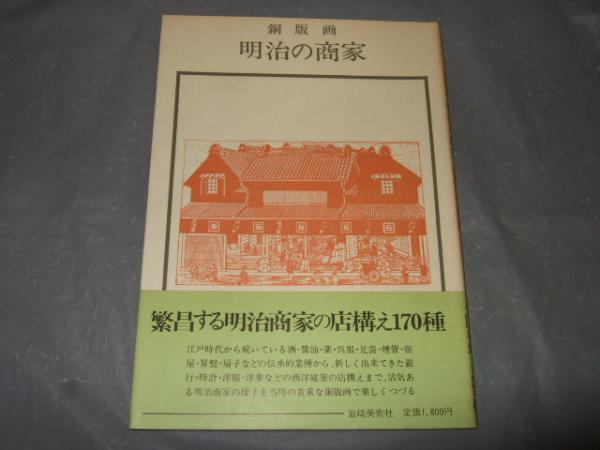 銅版画
明治の商家
繁昌する明治商家の店構え170種
江戸時代から続いている酒・醤油・薬・呉服・足袋・煙管・宿
屋・算盤・扇子などの伝承的業種から、新しく出来てきた銀
行・時計・洋服・洋傘などの西洋建築の店構えまで、活気あ
る明治商家の様子を当時の貴重な銅版画で楽しくつづる
岩崎美術社 定価1,800円